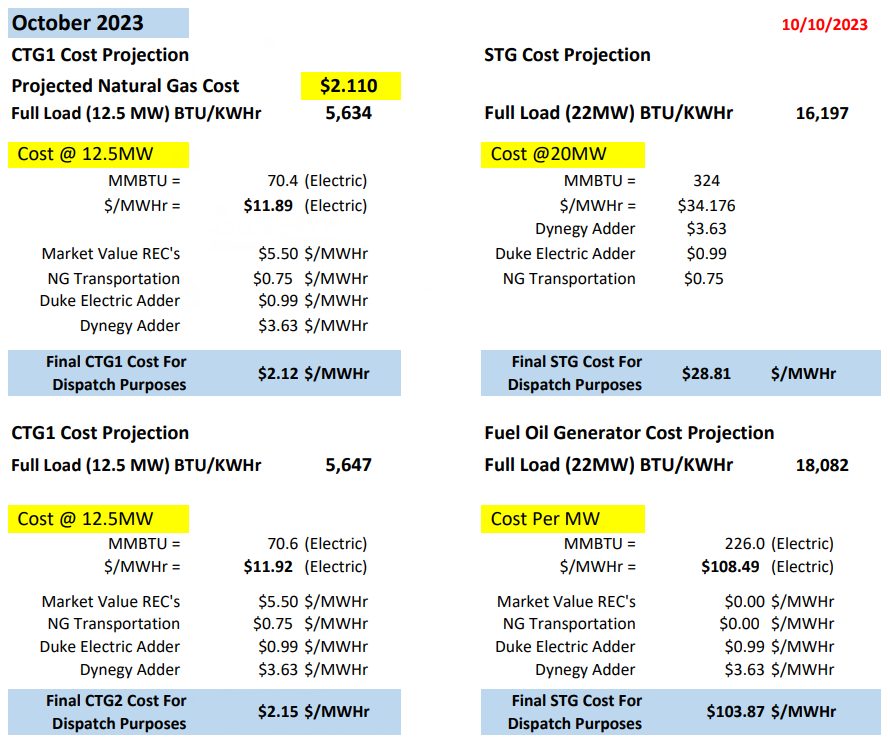 October 2023
10/10/2023
CTG1 Cost Projection
Projected Natural Gas Cost $2.110
Full Load (12.5 MW) BTU/KWHr 5,634
Cost @ 12.5MW
MMBTU = 70.4 (Electric)
$/MWHr = $11.89 (Electric)
Market Value REC's $5.50 $/MWHr
NG Transportation $0.75 $/MWHr
Duke Electric Adder $0.99 $/MWHr
Dynegy Adder $3.63 $/MWHr
Final CTG1 Cost For
Dispatch Purposes
$2.12 $/MWHr
STG Cost Projection
Full Load (22MW) BTU/KWHr 16,197
Cost @20MW
MMBTU = 324
$/MWHr = $34.176
Dynegy Adder $3.63
Duke Electric Adder $0.99
NG Transportation $0.75
Final STG Cost For
Dispatch Purposes
$28.81 $/MWHr
CTG1 Cost Projection
Full Load (12.5 MW) BTU/KWHr 5,647
Cost @ 12.5MW
MMBTU = 70.6 (Electric)
$/MWHr = $11.92 (Electric)
Market Value REC's $5.50 $/MWHr
NG Transportation $0.75 $/MWHr
Duke Electric Adder $0.99 $/MWHr
Dynegy Adder $3.63 $/MWHr
Final CTG2 Cost For
Dispatch Purposes
$2.15 $/MWHr
Fuel Oil Generator Cost Projection
Full Load (22MW) BTU/KWHr 18,082
Cost Per MW
MMBTU = 226.0 (Electric)
$/MWHr = $108.49 (Electric)
Market Value REC's $0.00 $/MWHr
NG Transportation $0.00 $/MWHr
Duke Electric Adder $0.99 $/MWHr
Dynegy Adder $3.63 $/MWHr
Final STG Cost For
Dispatch Purposes
$103.87 $/MWHr